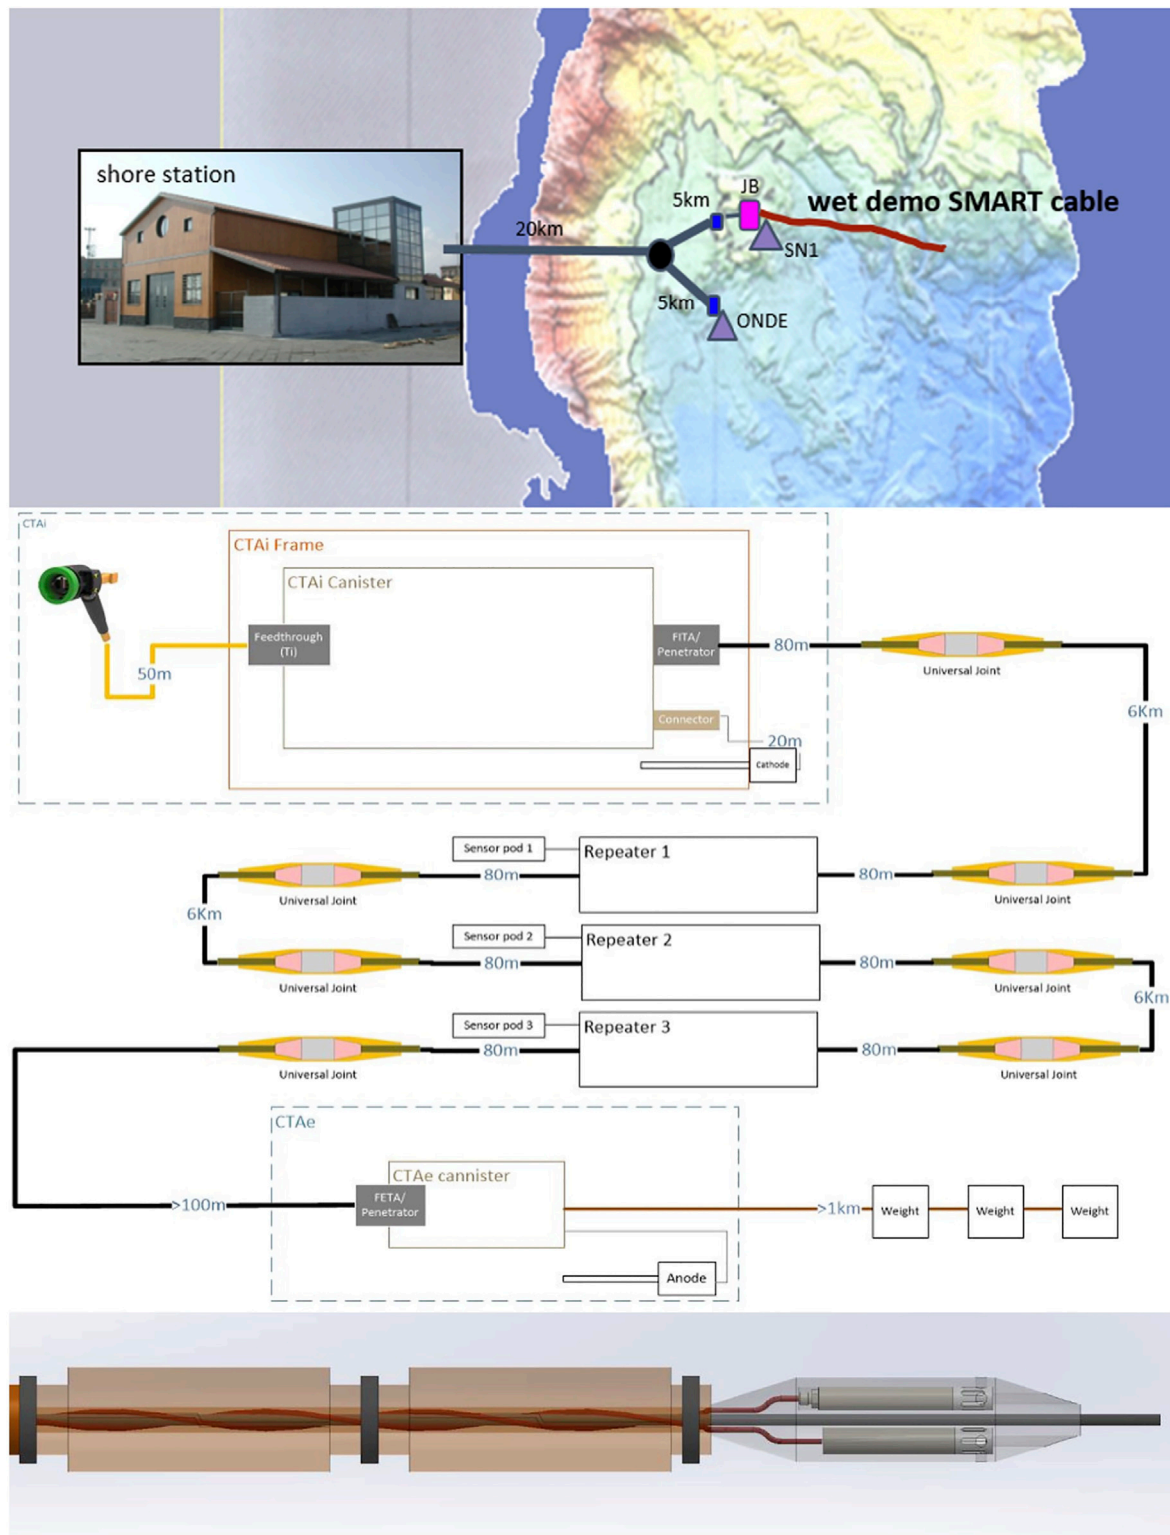 shore station
20km
5km
JB
wet demo SMART cable
SN1
5km
ONDE
CTAi
CTAi Frame
CTAi Canister
Feedthrough
(Ti)
FITA/
Penetrator
80m
Universal Joint
50m
6Km
Connector
20m
Cathode
Sensor pod 1
Repeater 1
80m
80m
Universal Joint
Universal Joint
6Km
Sensor pod 2
Repeater 2
80m
80m
Universal Joint
Universal Joint
6Km
Sensor pod 3
Repeater 3
80m
80m
Universal Joint
Universal Joint
CTAe
CTAe cannister
FETA/
Penetrator
>100m
>1km
Weight
Weight
Weight
Anode